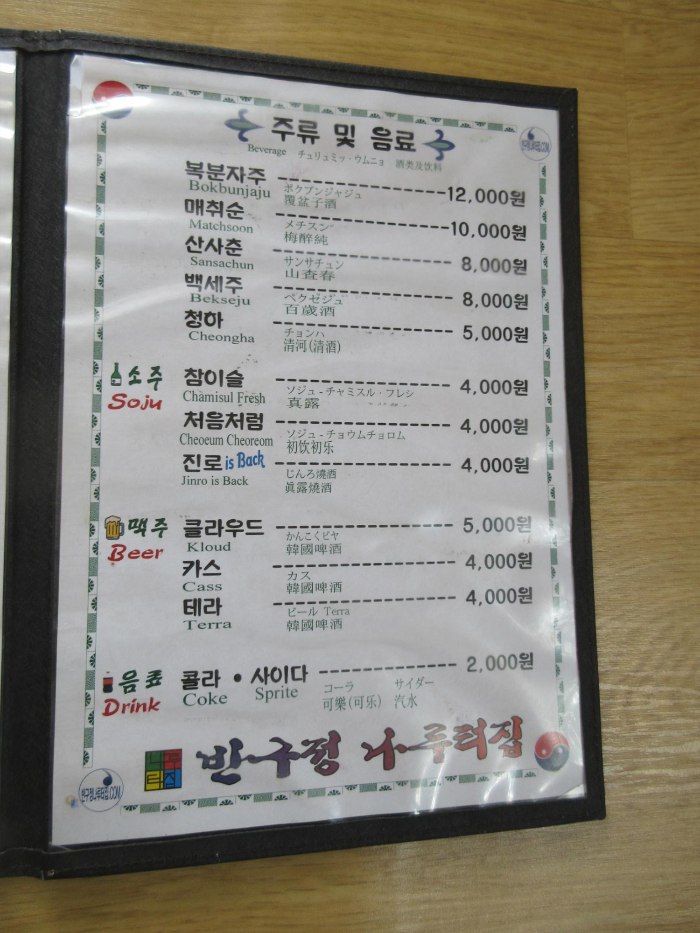 주류 및 음료
Beverage チュリュミッ・ウムニョ 酒类及饮料
복분자주 12,000원
Bokbunjaju ポクブンジャジュ
覆盆子酒
매취순 10,000원
Matchsoon メチスン
梅酔純
산사춘 8,000원
Sansachun サンサチュン
山査春
백세주 8,000원
Bekseju ペクセジュ
百歲酒
청하 5,000원
Cheongha チョンハ
清河(清酒)
소주 참이슬 4,000원
Soju Chamisul Fresh ソジュ-チャミスル・フレシ
真露
처음처럼 4,000원
Cheoeum Cheoreom ソジュ-チョウムチョロム
初饮初乐
진로 is Back 4,000원
Jinro is Back じんろ燒酒
眞露燒酒
맥주 클라우드 5,000원
Beer Kloud かんこくビヤ
韓國啤酒
카스 4,000원
Cass カス
韓國啤酒
테라 4,000원
Terra ビール Terra
韓國啤酒
음료 콜라 • 사이다 2,000원
Drink Coke Sprite コーラ サイダー
可樂(可乐) 汽水
반구정 나루터집